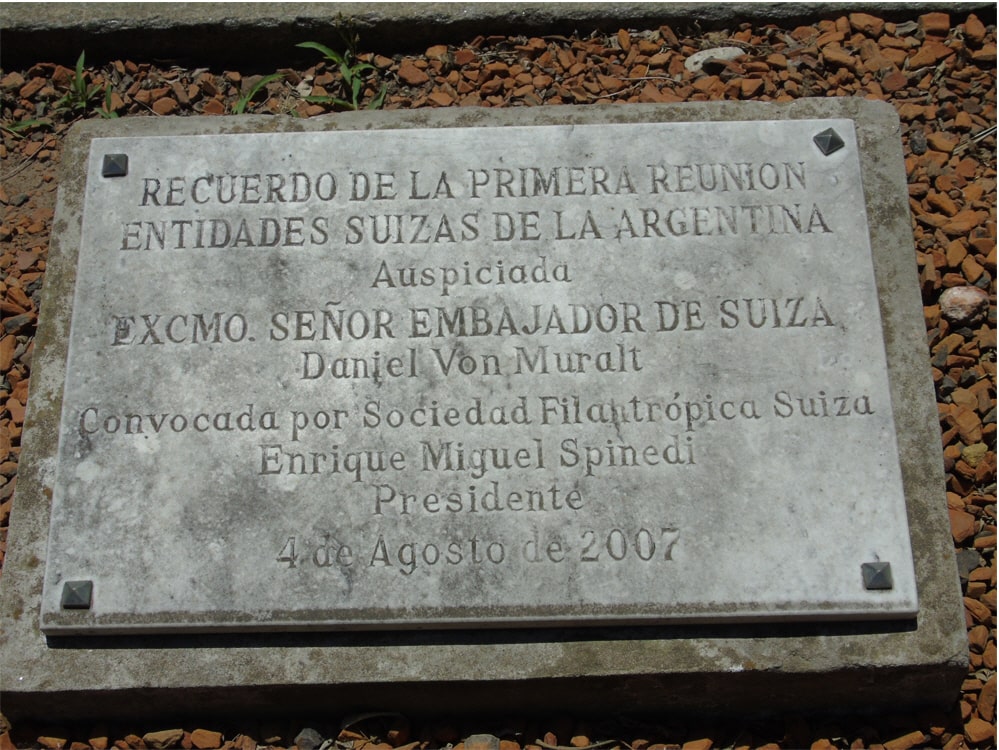 RECUERDO DE LA PRIMERA REUNION
ENTIDADES SUIZAS DE LA ARGENTINA
Auspiciada
EXCMO. SEÑOR EMBAJADOR DE SUIZA
Daniel Von Muralt
Convocada por Sociedad Filantrópica Suiza
Enrique Miguel Spinedi
Presidente
4 de Agosto de 2007